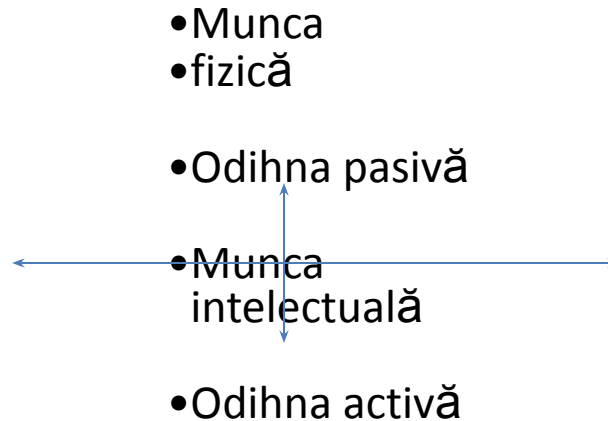 •Munca
•fizică
•Odihna pasivă
•Munca
intelectuală
•Odihna activă